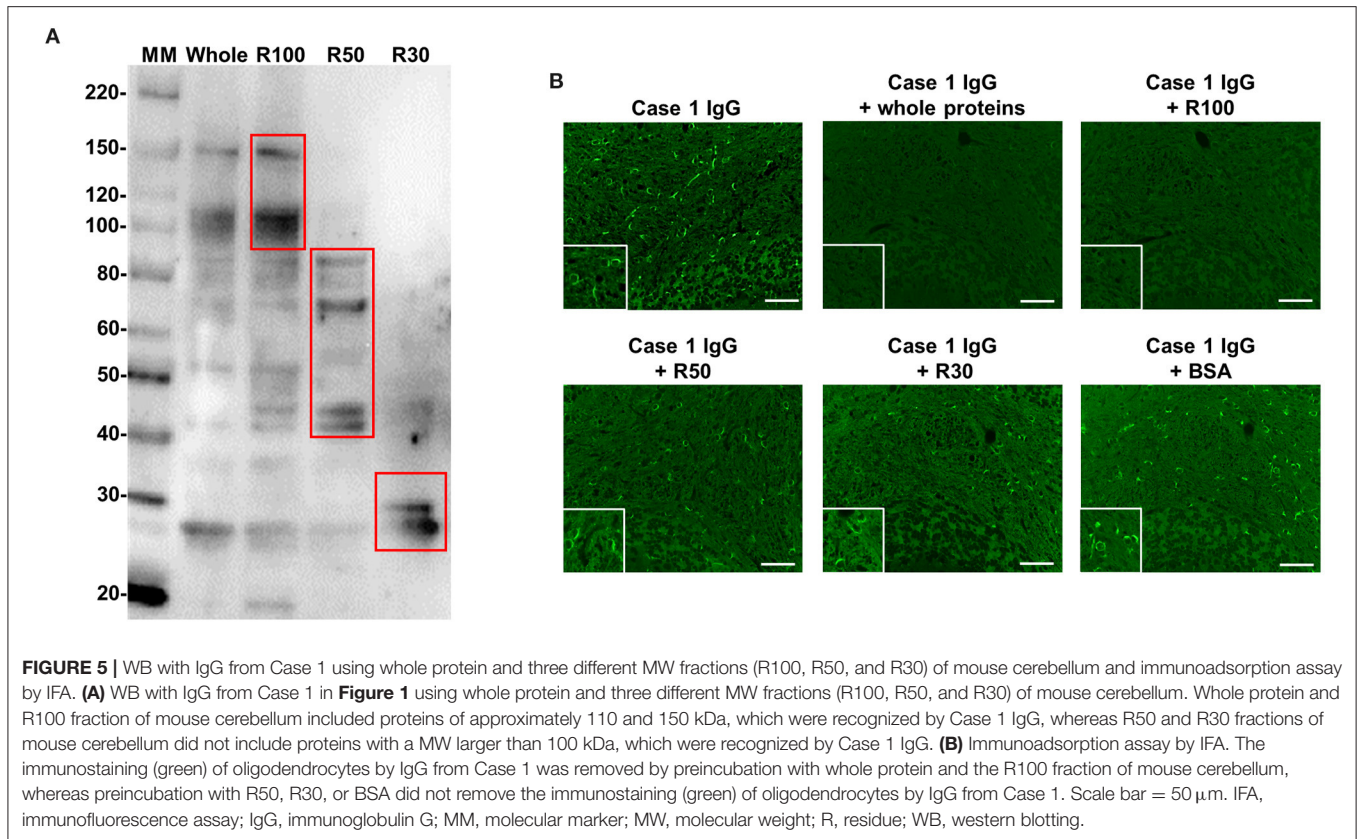 A
MM Whole R100 R50 R30
220-
150-
120-
100-
80-
60-
50-
40-
30-
20-
B
Case 1 IgG
Case 1 IgG
+ whole proteins
Case 1 IgG
+ R100
Case 1 IgG
+ R50
Case 1 IgG
+ R30
Case 1 IgG
+ BSA
FIGURE 5 | WB with IgG from Case 1 using whole protein and three different MW fractions (R100, R50, and R30) of mouse cerebellum and immunoadsorption assay
by IFA. (A) WB with IgG from Case 1 in Figure 1 using whole protein and three different MW fractions (R100, R50, and R30) of mouse cerebellum. Whole protein and
R100 fraction of mouse cerebellum included proteins of approximately 110 and 150 kDa, which were recognized by Case 1 IgG, whereas R50 and R30 fractions of
mouse cerebellum did not include proteins with a MW larger than 100 kDa, which were recognized by Case 1 IgG. (B) Immunoadsorption assay by IFA. The
immunostaining (green) of oligodendrocytes by IgG from Case 1 was removed by preincubation with whole protein and the R100 fraction of mouse cerebellum,
whereas preincubation with R50, R30, or BSA did not remove the immunostaining (green) of oligodendrocytes by IgG from Case 1. Scale bar = 50 μm. IFA,
immunofluorescence assay; IgG, immunoglobulin G; MM, molecular marker; MW, molecular weight; R, residue; WB, western blotting.